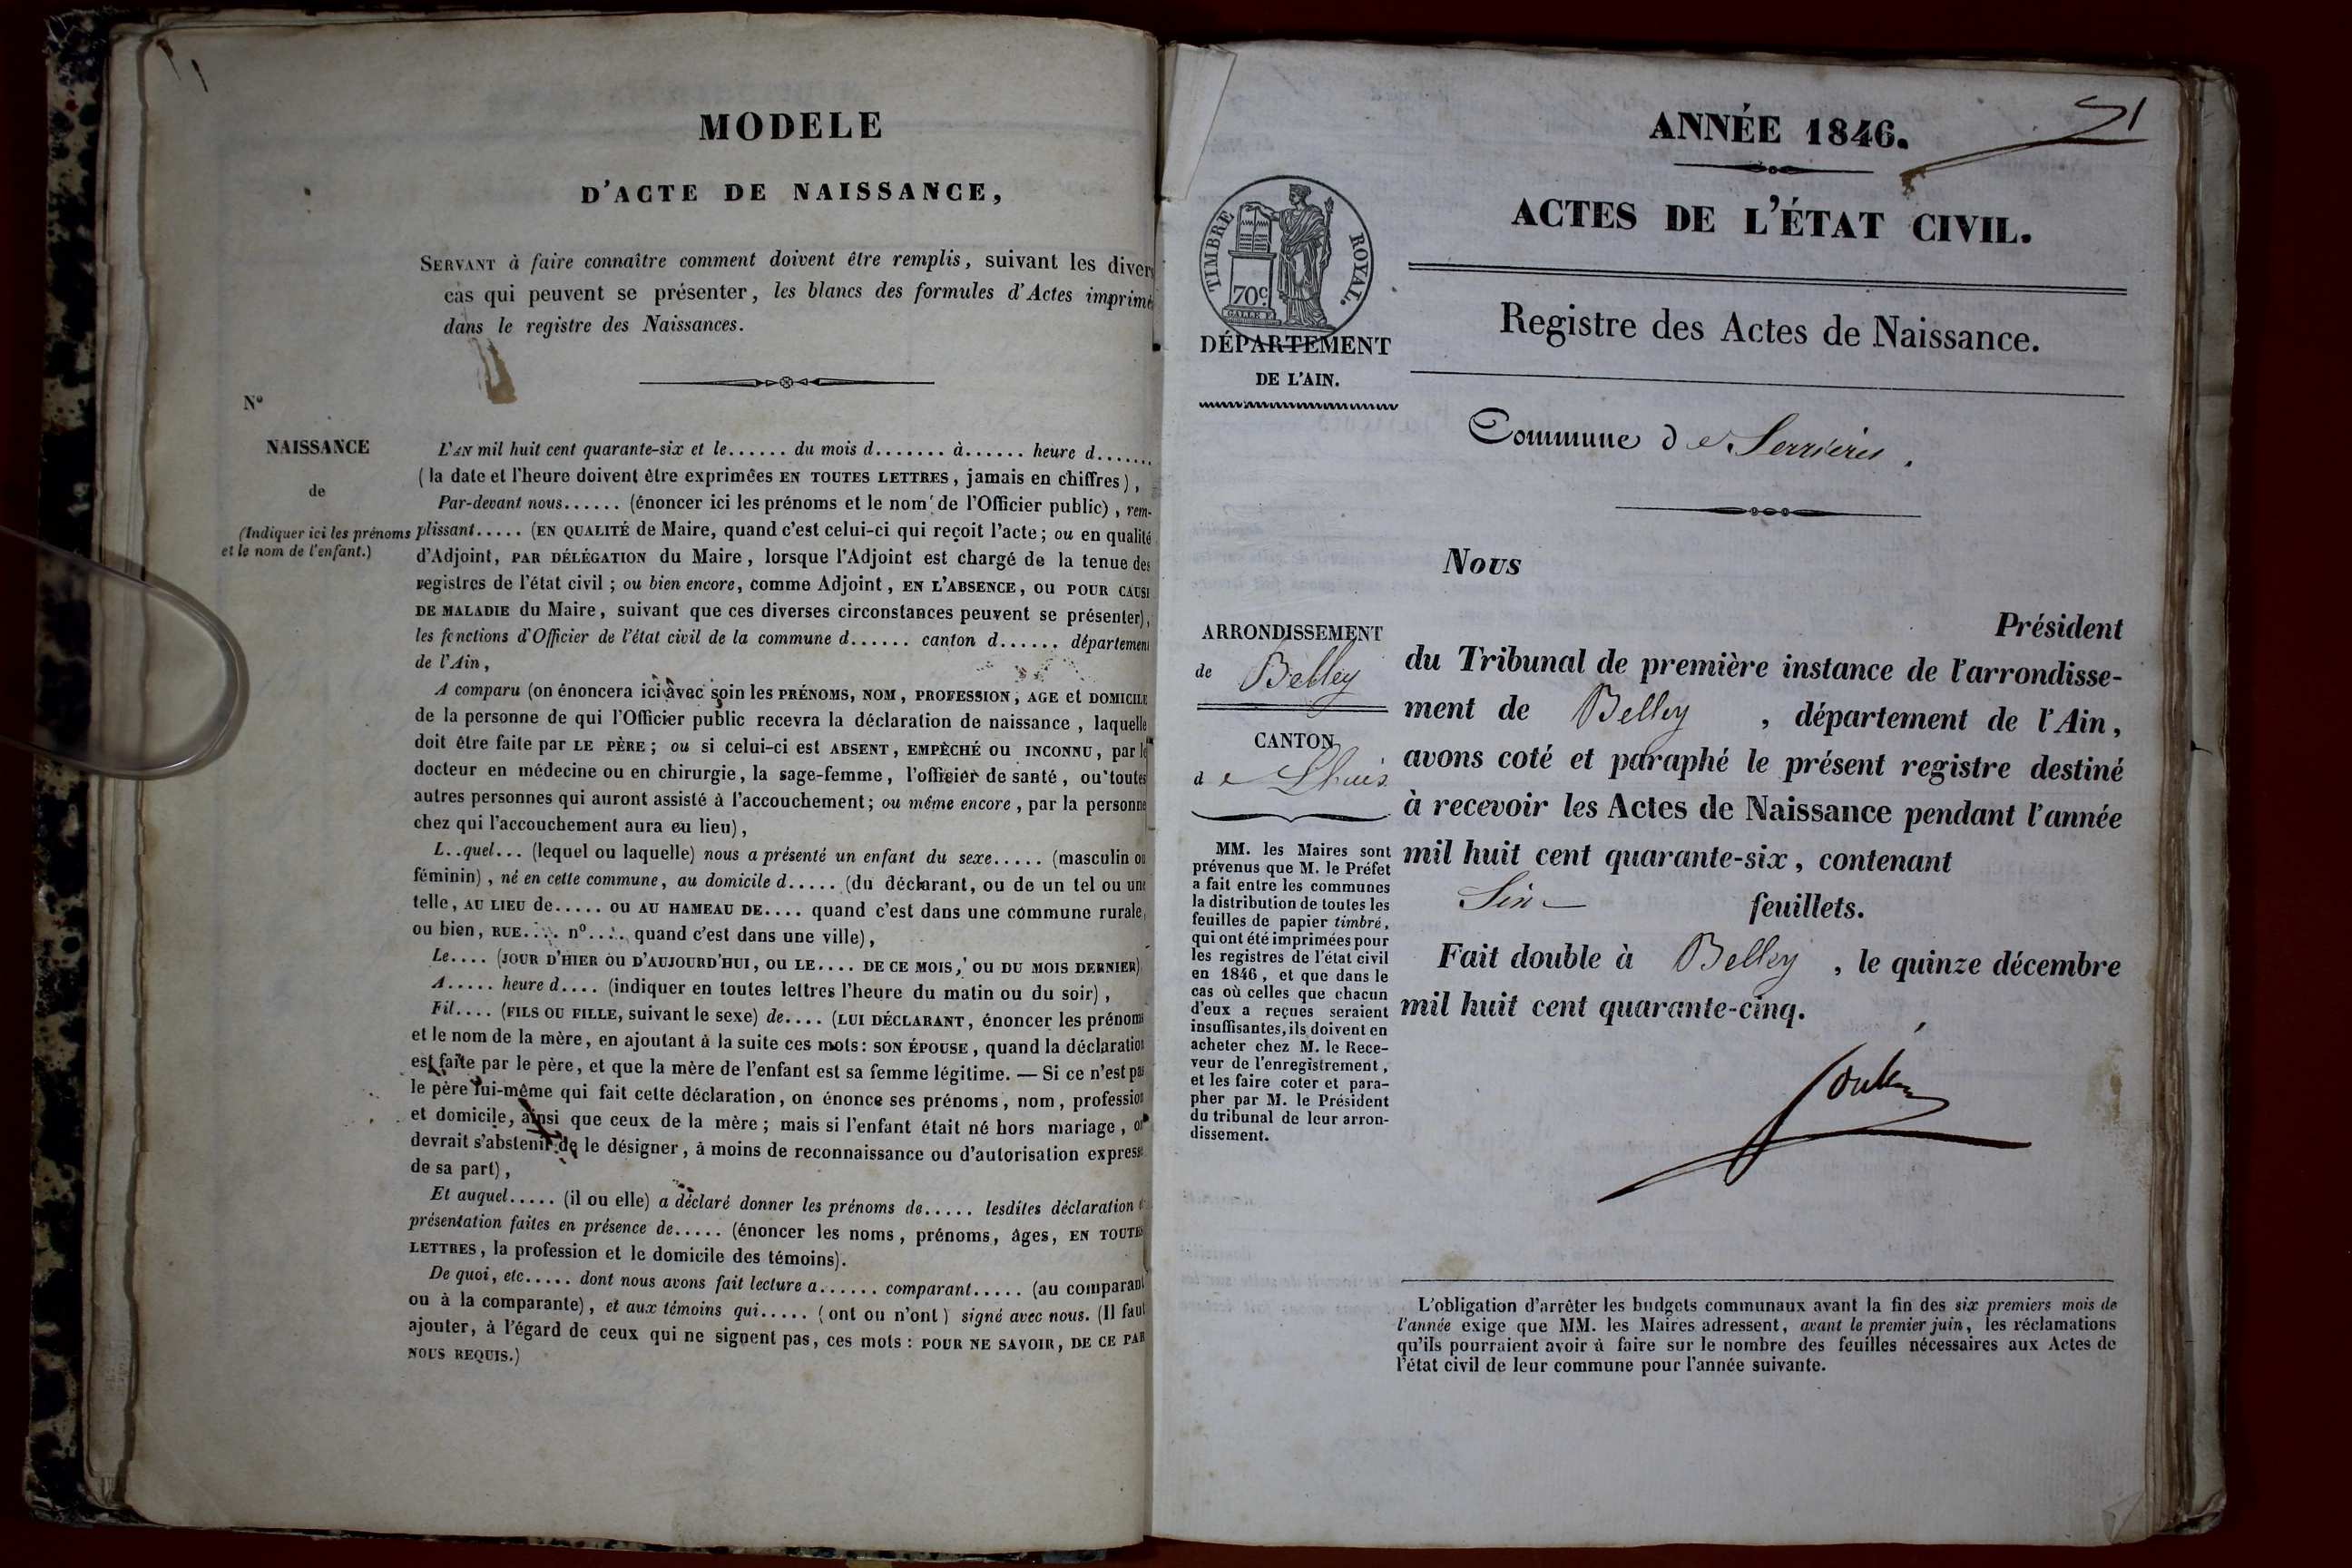 MODELE
D'ACTE DE NAISSANCE,
SERVANT à faire connaître comment doivent être remplis, suivant les divers
cas qui peuvent se présenter, les blancs des formules d'Actes imprimé
dans le registre des Naissances.
N°
NAISSANCE
de
(Indiquer ici les prénoms
et le nom de l'enfant.)
L'AN mil huit cent quarante-six et le...... du mois d....... à...... heure d.......
(la date et l'heure doivent être exprimées EN TOUTES LETTRES, jamais en chiffres),
Par-devant nous...... (énoncer ici les prénoms et le nom de l'Officier public), rem-
plissant..... (EN QUALITÉ de Maire, quand c'est celui-ci qui reçoit l'acte; ou en qualité
d'Adjoint, PAR DÉLÉGATION du Maire, lorsque l'Adjoint est chargé de la tenue des
registres de l'état civil; ou bien encore, comme Adjoint, EN L'ABSENCE, OU POUR CAUSE
DE MALADIE du Maire, suivant que ces diverses circonstances peuvent se présenter),
les fonctions d'Officier de l'état civil de la commune d...... canton d...... département
de l'Ain,
A comparu (on énoncera ici avec soin les PRÉNOMS, NOM, PROFESSION, AGE et DOMICILE
de la personne de qui l'Officier public recevra la déclaration de naissance, laquelle
doit être faite par LE PÈRE; ou si celui-ci est ABSENT, EMPÊCHÉ ou INCONNU, par le
docteur en médecine ou en chirurgie, la sage-femme, l'officier de santé, ou toutes
autres personnes qui auront assisté à l'accouchement; ou même encore, par la personne
chez qui l'accouchement aura eu lieu),
L..quel... (lequel ou laquelle) nous a présenté un enfant du sexe..... (masculin ou
féminin), né en cette commune, au domicile d..... (du déclarant, ou de un tel ou une
telle, AU LIEU de..... OU AU HAMEAU DE.... quand c'est dans une commune rurale,
ou bien, RUE.... n°.... quand c'est dans une ville),
Le.... (JOUR D'HIER OU D'AUJOURD'HUI, OU LE.... DE CE MOIS, OU DU MOIS DERNIER)
A..... heure d.... (indiquer en toutes lettres l'heure du matin ou du soir),
Fil.... (FILS OU FILLE, suivant le sexe) de.... (LUI DÉCLARANT, énoncer les prénoms
et le nom de la mère, en ajoutant à la suite ces mots: SON ÉPOUSE, quand la déclaration
est faite par le père, et que la mère de l'enfant est sa femme légitime. — Si ce n'est pas
le père lui-même qui fait cette déclaration, on énonce ses prénoms, nom, profession
et domicile, ainsi que ceux de la mère; mais si l'enfant était né hors mariage, on
devrait s'abstenir de le désigner, à moins de reconnaissance ou d'autorisation expresse
de sa part),
Et auquel..... (il ou elle) a déclaré donner les prénoms de..... lesdites déclaration et
présentation faites en présence de..... (énoncer les noms, prénoms, âges, EN TOUTES
LETTRES, la profession et le domicile des témoins).
De quoi, etc..... dont nous avons fait lecture a...... comparant..... (au comparant
ou à la comparante), et aux témoins qui..... (ont ou n'ont) signé avec nous. (Il faut
ajouter, à l'égard de ceux qui ne signent pas, ces mots: POUR NE SAVOIR, DE CE PAR
NOUS REQUIS.)
ANNÉE 1846.
ACTES DE L'ÉTAT CIVIL.
TIMBRE ROYAL.
70c
DÉPARTEMENT
DE L'AIN.
Registre des Actes de Naissance.
Commune de Serrieres.
Nous
Président
ARRONDISSEMENT
de Belley
CANTON
de Lhuis
du Tribunal de première instance de l'arrondisse-
ment de Belley, département de l'Ain,
avons coté et paraphé le présent registre destiné
à recevoir les Actes de Naissance pendant l'année
mil huit cent quarante-six, contenant
Six feuillets.
Fait double à Belley, le quinze décembre
mil huit cent quarante-cinq.
MM. les Maires sont
prévenus que M. le Préfet
a fait entre les communes
la distribution de toutes les
feuilles de papier timbré,
qui ont été imprimées pour
les registres de l'état civil
en 1846, et que dans le
cas où celles que chacun
d'eux a reçues seraient
insuffisantes, ils doivent en
acheter chez M. le Rece-
veur de l'enregistrement,
et les faire coter et para-
pher par M. le Président
du tribunal de leur arron-
dissement.
L'obligation d'arrêter les budgets communaux avant la fin des six premiers mois de
l'année exige que MM. les Maires adressent, avant le premier juin, les réclamations
qu'ils pourraient avoir à faire sur le nombre des feuilles nécessaires aux Actes de
l'état civil de leur commune pour l'année suivante.